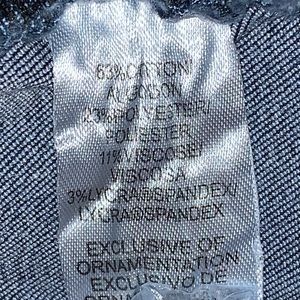 63%COTTON/
ALGODON
23%POLYESTER/
POLIESTER
11%VISCOSE/
VISCOSA
3%LYCRA®SPANDEX/
LYCRA®SPANDEX
EXCLUSIVE OF
ORNAMENTATION
EXCLUSIVO DE